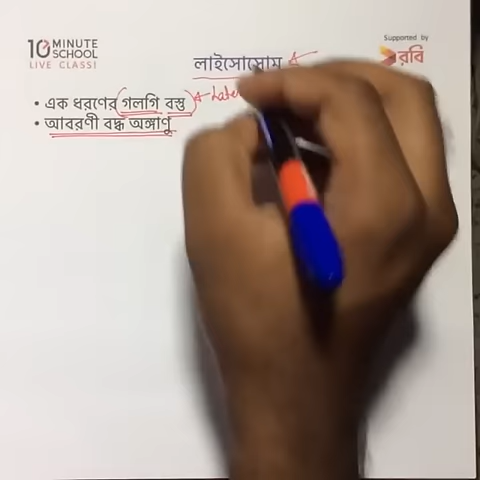 10 MINUTE SCHOOL
LIVE CLASS!
Supported by
রবি
লাইসোসোম
• এক ধরণের গলগি বস্তু
• আবরণী বদ্ধ অঙ্গাণু